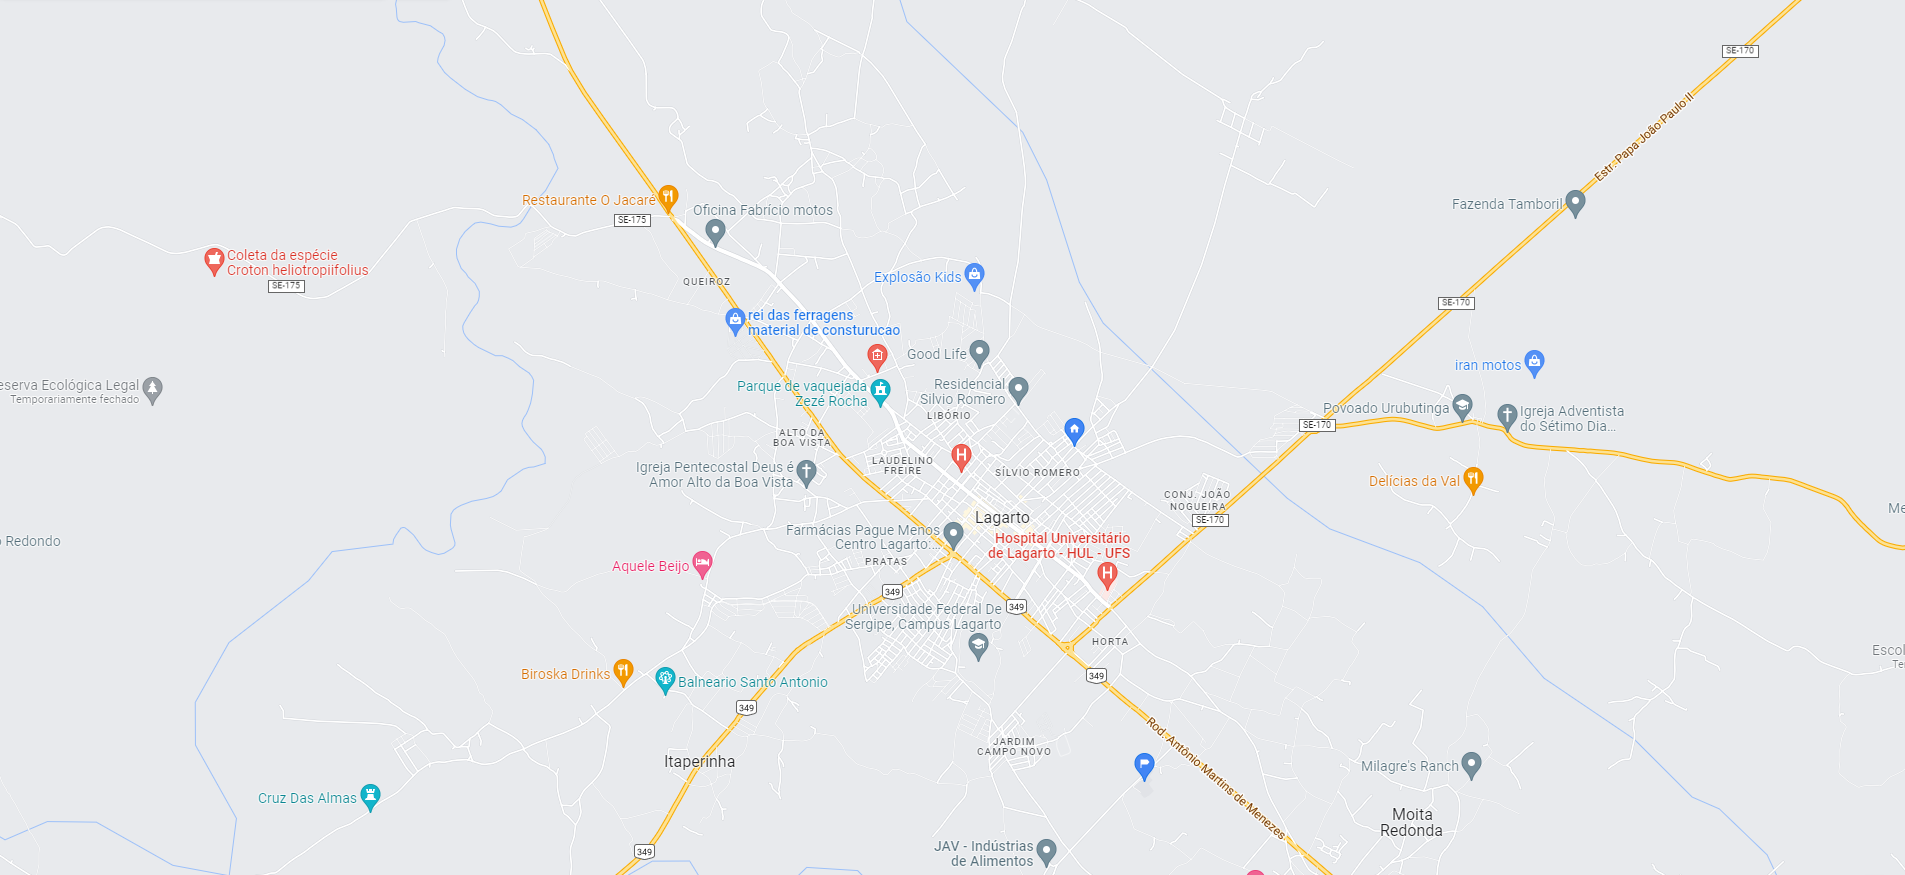 SE-170
Estr. Papa João Paulo II
Restaurante O Jacaré
Oficina Fabrício motos
SE-175
Fazenda Tamboril
Coleta da espécie
Croton heliotropiifolius
SE-175
QUEIROZ
Explosão Kids
SE-170
rei das ferragens
material de consturucao
Good Life
iran motos
eserva Ecológica Legal
Temporariamente fechado
Parque de vaquejada
Zezé Rocha
Residencial
Silvio Romero
LIBÓRIO
Povoado Urubutinga
Igreja Adventista
do Sétimo Dia...
SE-170
ALTO DA
BOA VISTA
LAUDELINO
FREIRE
SÍLVIO ROMERO
Igreja Pentecostal Deus é
Amor Alto da Boa Vista
Delícias da Val
CONJ. JOÃO
NOGUEIRA
SE-170
Lagarto
Me
Farmácias Pague Menos
Centro Lagarto:...
Hospital Universitário
de Lagarto - HUL - UFS
o Redondo
PRATAS
Aquele Beijo
349
349
Universidade Federal De
Sergipe, Campus Lagarto
HORTA
Escol
Te
Biroska Drinks
Balneario Santo Antonio
349
349
Rod. Antônio Martins de Menezes
JARDIM
CAMPO NOVO
Itaperinha
Milagre's Ranch
Cruz Das Almas
Moita
Redonda
JAV - Indústrias
de Alimentos
349